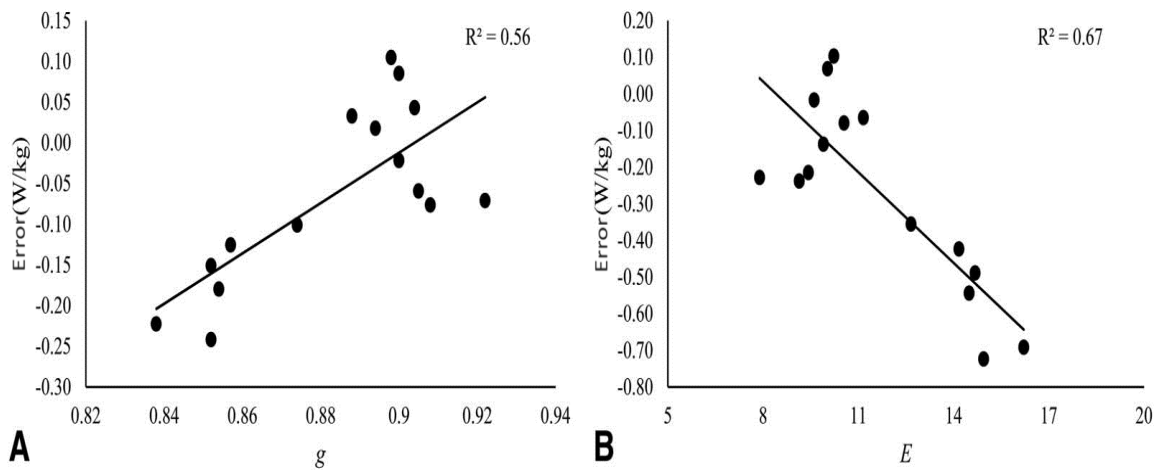 0.15
0.10
0.05
0.00
-0.05
-0.10
-0.15
-0.20
-0.25
-0.30
Error(W/kg)
R² = 0.56
0.82 0.84 0.86 0.88 0.9 0.92 0.94
g
A
0.20
0.10
0.00
-0.10
-0.20
-0.30
-0.40
-0.50
-0.60
-0.70
-0.80
Error(W/kg)
R² = 0.67
5 8 11 14 17 20
E
B